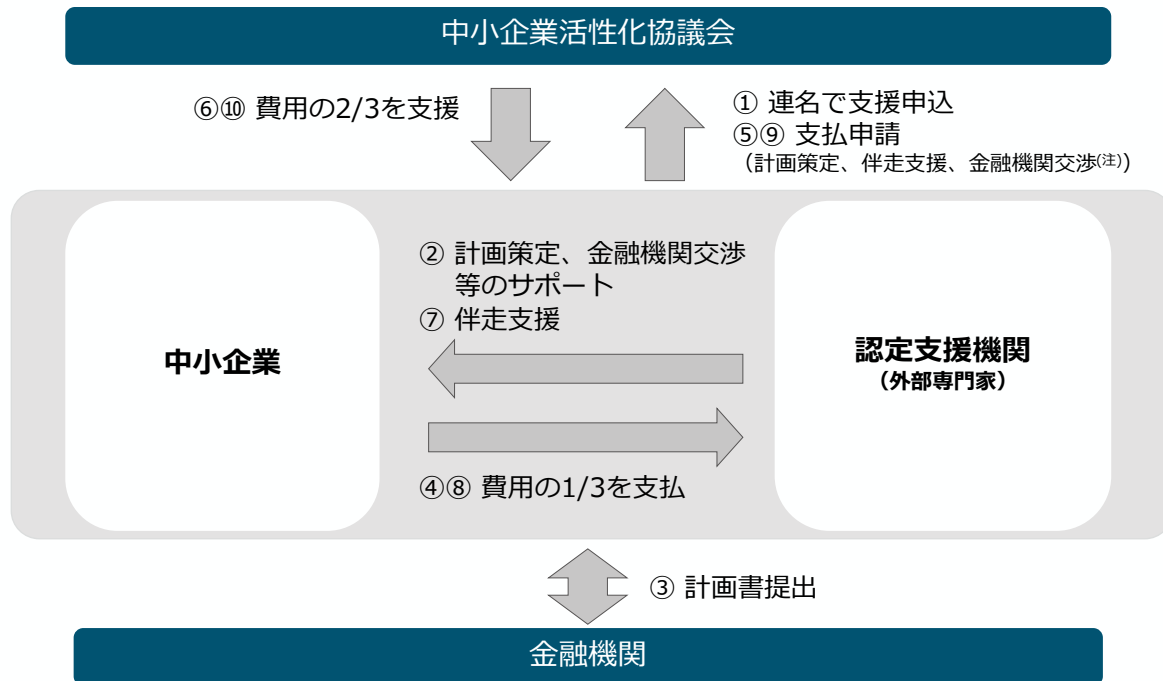 中小企業活性化協議会
⑥⑩ 費用の2/3を支援
① 連名で支援申込
⑤⑨ 支払申請
（計画策定、伴走支援、金融機関交渉(注)）
② 計画策定、金融機関交渉
等のサポート
⑦ 伴走支援
中小企業
認定支援機関
（外部専門家）
④⑧ 費用の1/3を支払
③ 計画書提出
金融機関